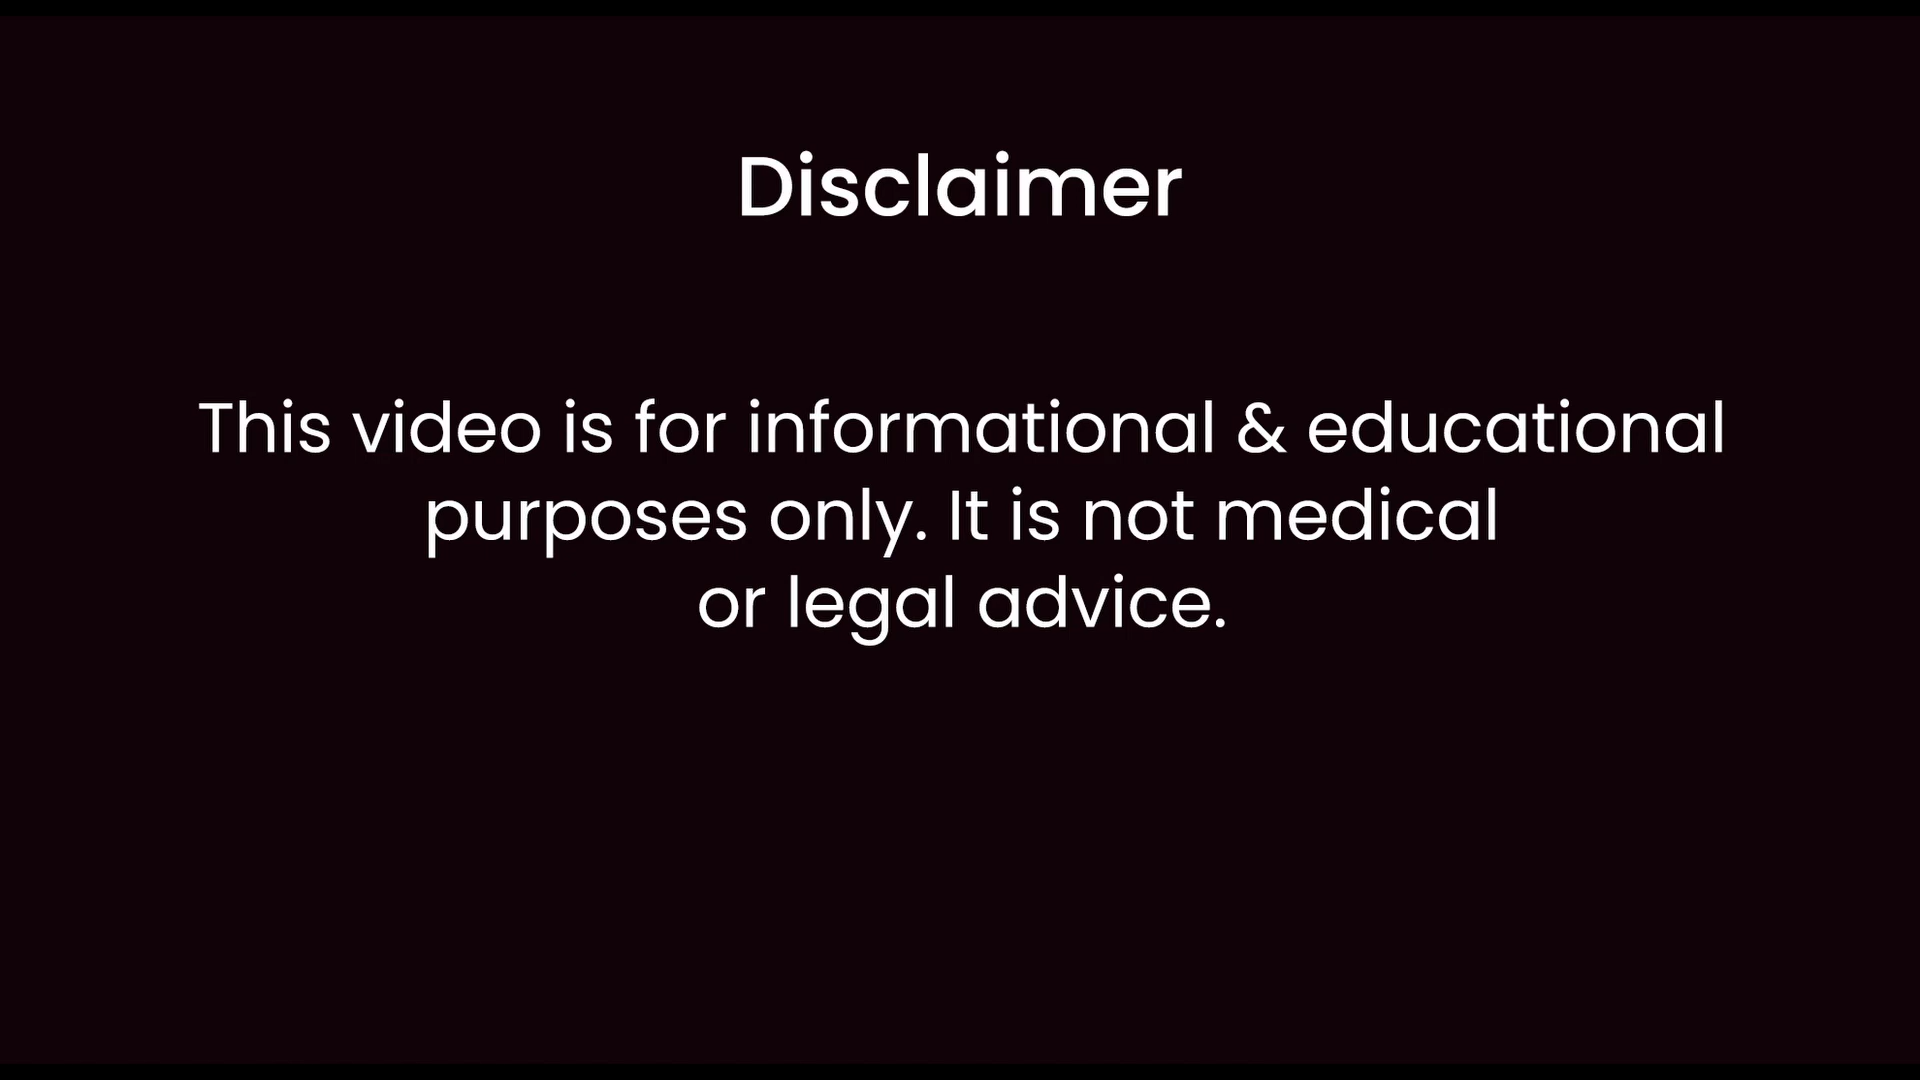 Disclaimer
This video is for informational & educational
purposes only. It is not medical
or legal advice.